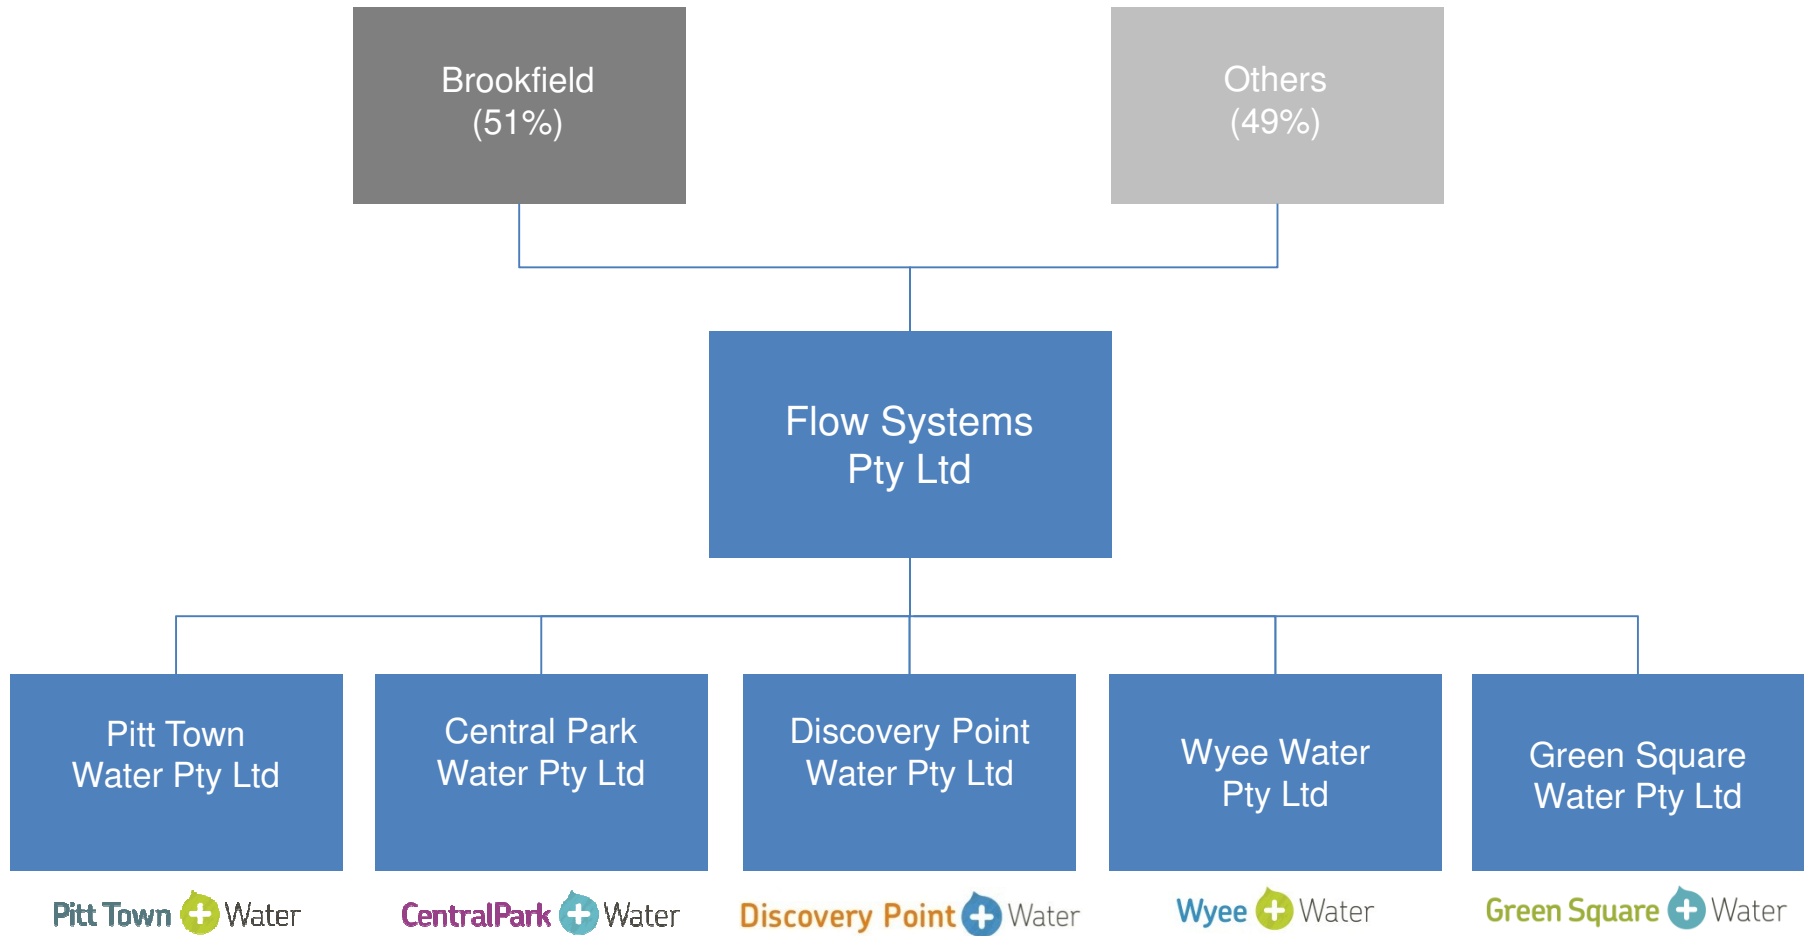 Brookfield
(51%)
Others
(49%)
Flow Systems
Pty Ltd
Pitt Town
Water Pty Ltd
Central Park
Water Pty Ltd
Discovery Point
Water Pty Ltd
Wyee Water
Pty Ltd
Green Square
Water Pty Ltd
Pitt Town + Water
CentralPark + Water
Discovery Point + Water
Wyee + Water
Green Square + Water